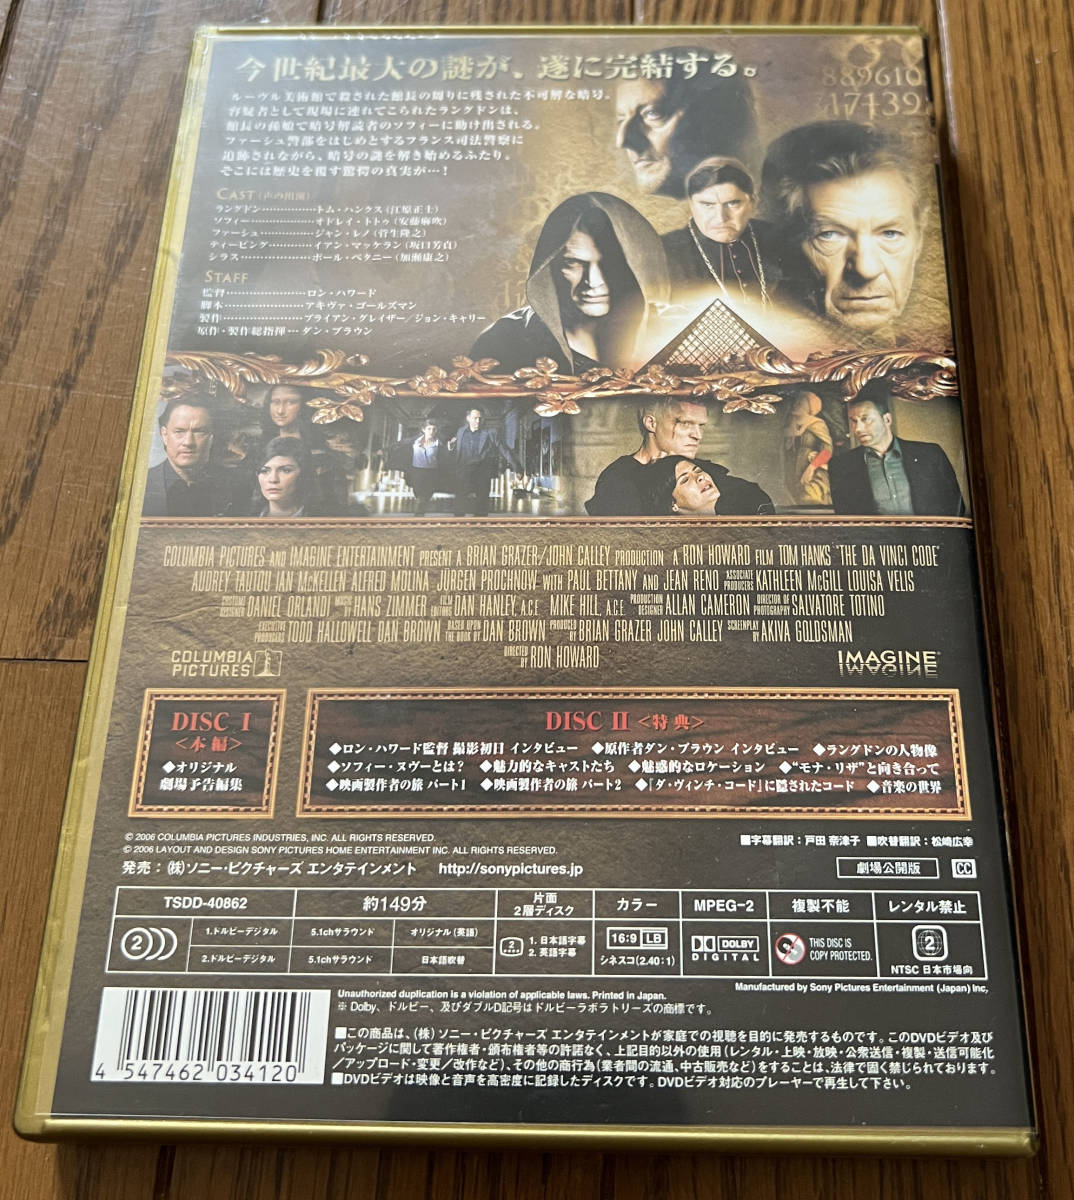 今世紀最大の謎が、遂に完結する。
889610
17139
ルーヴル美術館で殺された館長の周りに残された不可解な暗号。
容疑者として現場に連れてこられたラングドンは、
館長の孫娘で暗号解読者のソフィーに助け出される。
ファーシュ警部をはじめとするフランス司法警察に
追跡されながら、暗号の謎を解き始めるふたり。
そこには歴史を覆す驚愕の真実が…!
CAST (声の出演)
ラングドン……………トム・ハンクス(江原正士)
ソフィー………………オドレイ・トトゥ(安藤麻吹)
ファーシュ……………ジャン・レノ(菅生隆之)
ティービング…………イアン・マッケラン(坂口芳貞)
シラス…………………ポール・ベタニー(加瀬康之)
STAFF
監督……………………ロン・ハワード
脚本……………………アキヴァ・ゴールズマン
製作……………………ブライアン・グレイザー/ジョン・キャリー
原作・製作総指揮…ダン・ブラウン
COLUMBIA PICTURES AND IMAGINE ENTERTAINMENT PRESENT A BRIAN GRAZER/JOHN CALLEY PRODUCTION A RON HOWARD FILM TOM HANKS "THE DA VINCI CODE"
AUDREY TAUTOU IAN McKELLEN ALFRED MOLINA JÜRGEN PROCHNOW WITH PAUL BETTANY AND JEAN RENO ASSOCIATE PRODUCERS KATHLEEN McGILL LOUISA VELIS
COSTUME DESIGNER DANIEL ORLANDI MUSIC BY HANS ZIMMER FILM EDITORS DAN HANLEY, A.C.E. MIKE HILL, A.C.E. PRODUCTION DESIGNER ALLAN CAMERON DIRECTOR OF PHOTOGRAPHY SALVATORE TOTINO
EXECUTIVE PRODUCERS TODD HALLOWELL DAN BROWN BASED UPON THE BOOK BY DAN BROWN PRODUCED BY BRIAN GRAZER JOHN CALLEY SCREENPLAY BY AKIVA GOLDSMAN
DIRECTED BY RON HOWARD
COLUMBIA PICTURES
IMAGINE
DISC I
<本編>
◆オリジナル
劇場予告編集
DISC II <特典>
◆ロン・ハワード監督 撮影初日 インタビュー ◆原作者ダン・ブラウン インタビュー ◆ラングドンの人物像
◆ソフィー・ヌヴーとは? ◆魅力的なキャストたち ◆魅惑的なロケーション ◆“モナ・リザ”と向き合って
◆映画製作者の旅 パート1 ◆映画製作者の旅 パート2 ◆『ダ・ヴィンチ・コード』に隠されたコード ◆音楽の世界
© 2006 COLUMBIA PICTURES INDUSTRIES, INC. ALL RIGHTS RESERVED.
© 2006 LAYOUT AND DESIGN SONY PICTURES HOME ENTERTAINMENT INC. ALL RIGHTS RESERVED.
■字幕翻訳:戸田 奈津子 ■吹替翻訳:松崎広幸
発売:(株)ソニー・ピクチャーズ エンタテインメント http://sonypictures.jp
劇場公開版 CC
TSDD-40862 約149分 片面2層ディスク カラー MPEG-2 複製不能 レンタル禁止
2 1.ドルビーデジタル 5.1chサラウンド オリジナル(英語)
2.ドルビーデジタル 5.1chサラウンド 日本語吹替
2 1. 日本語字幕
2. 英語字幕
16:9 LB
シネスコ(2.40:1)
DOLBY DIGITAL
THIS DISC IS COPY PROTECTED.
2
NTSC 日本市場向
Manufactured by Sony Pictures Entertainment (Japan) Inc,
Unauthorized duplication is a violation of applicable laws. Printed in Japan.
※ Dolby、ドルビー、及びダブルD記号はドルビーラボラトリーズの商標です。
■この商品は、(株) ソニー・ピクチャーズ エンタテインメントが家庭での視聴を目的に発売するものです。このDVDビデオ及び
パッケージに関して著作権者・頒布権者等の許諾なく、上記目的以外の使用(レンタル・上映・放映・公衆送信・複製・送信可能化
/アップロード・変更/改作など)、その他の商行為(業者間の流通、中古販売など)をすることは、法律で固く禁じられております。
■DVDビデオは映像と音声を高密度に記録したディスクです。DVDビデオ対応のプレーヤーで再生して下さい。
4 547462 034120